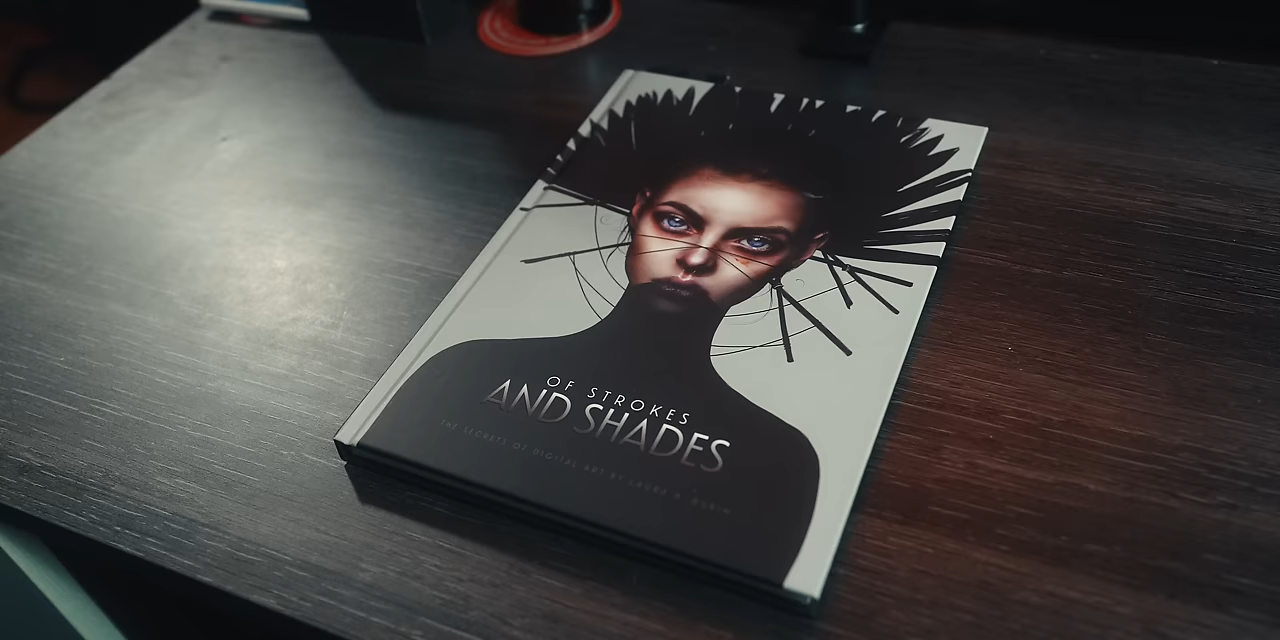 OF STROKES
AND SHADES
THE SECRETS OF DIGITAL ART BY LAURA H. RUBIN